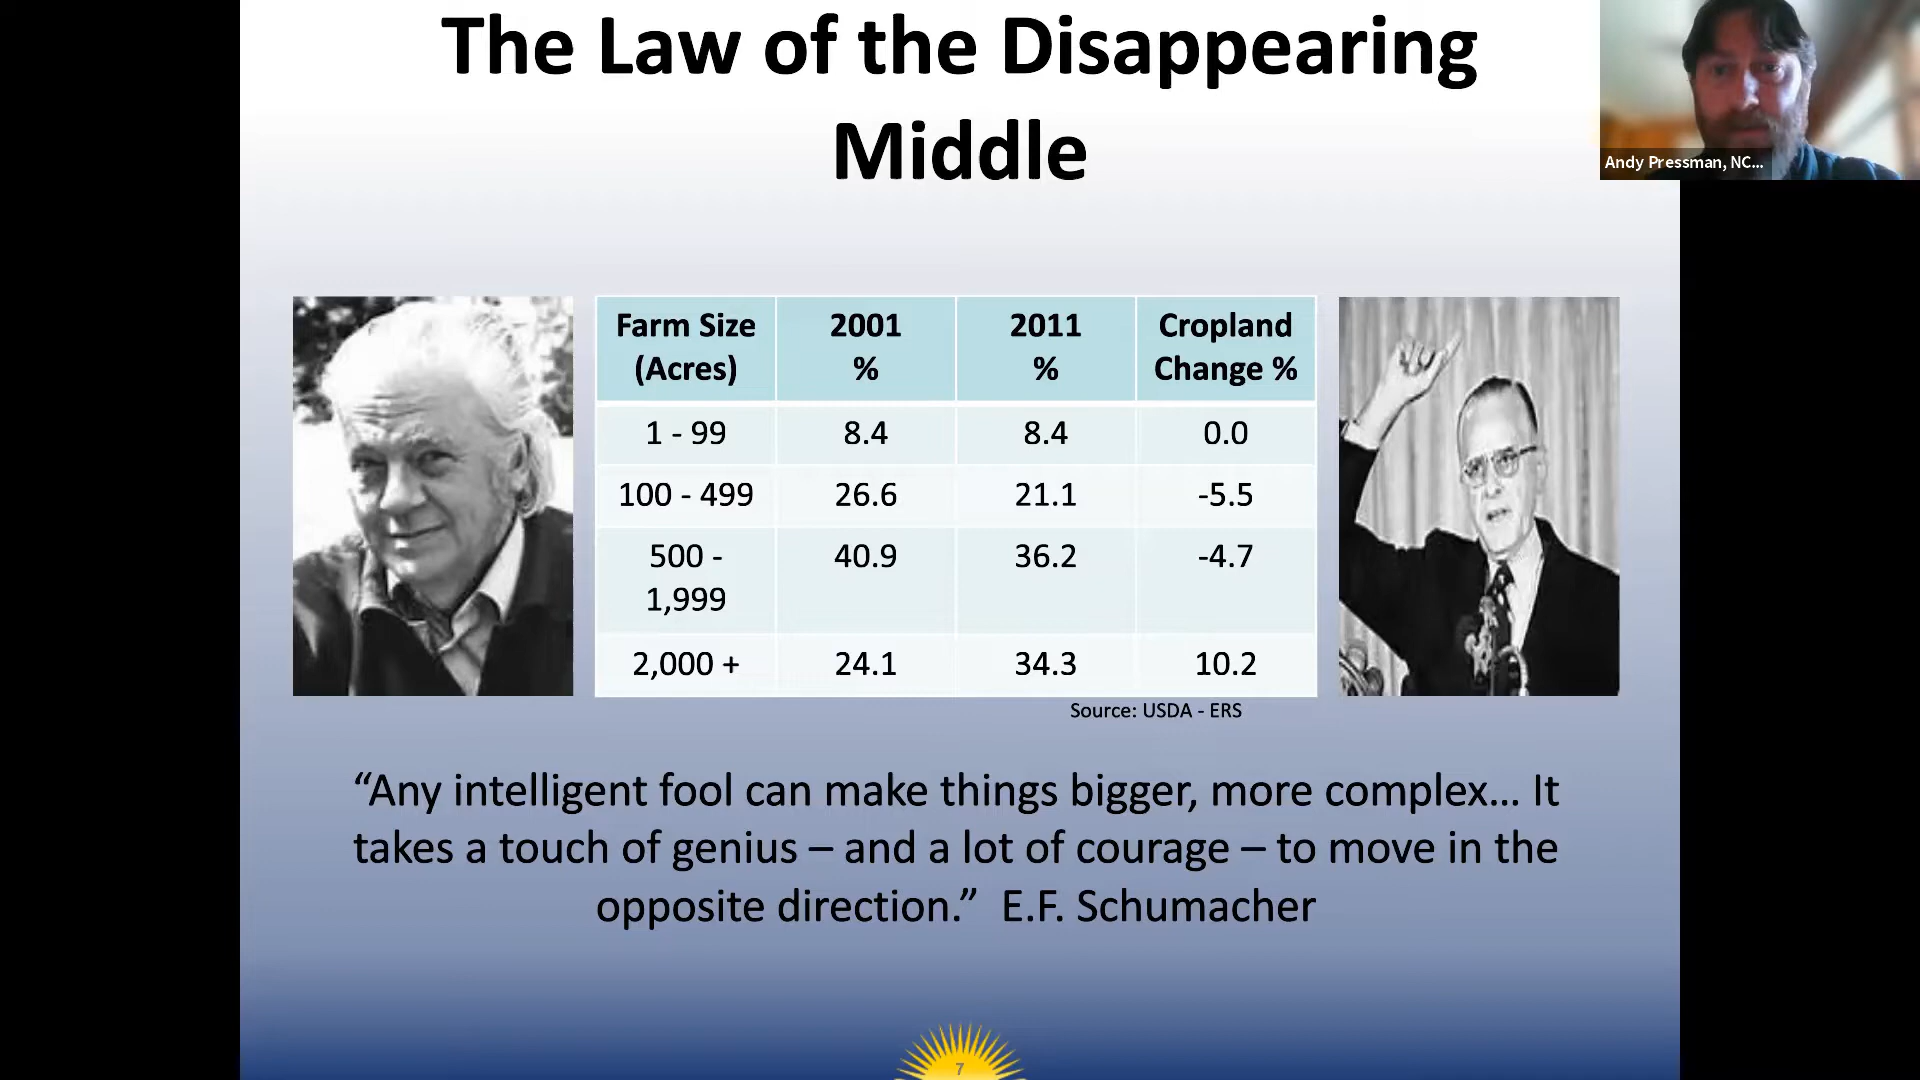 The Law of the Disappearing
Middle
Andy Pressman, NC...
Farm Size (Acres) 2001 % 2011 % Cropland Change %
1 - 99 8.4 8.4 0.0
100 - 499 26.6 21.1 -5.5
500 - 1,999 40.9 36.2 -4.7
2,000 + 24.1 34.3 10.2
Source: USDA - ERS
“Any intelligent fool can make things bigger, more complex... It
takes a touch of genius – and a lot of courage – to move in the
opposite direction.” E.F. Schumacher
7